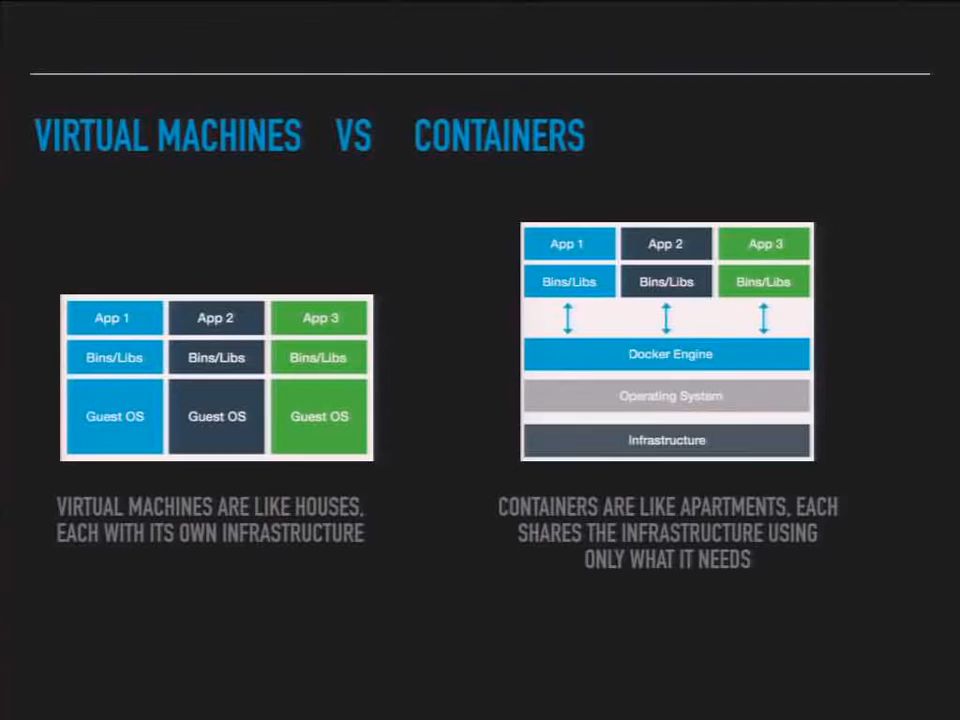 VIRTUAL MACHINES VS CONTAINERS
App 1 App 2 App 3
Bins/Libs Bins/Libs Bins/Libs
Guest OS Guest OS Guest OS
VIRTUAL MACHINES ARE LIKE HOUSES,
EACH WITH ITS OWN INFRASTRUCTURE
App 1 App 2 App 3
Bins/Libs Bins/Libs Bins/Libs
Docker Engine
Operating System
Infrastructure
CONTAINERS ARE LIKE APARTMENTS, EACH
SHARES THE INFRASTRUCTURE USING
ONLY WHAT IT NEEDS